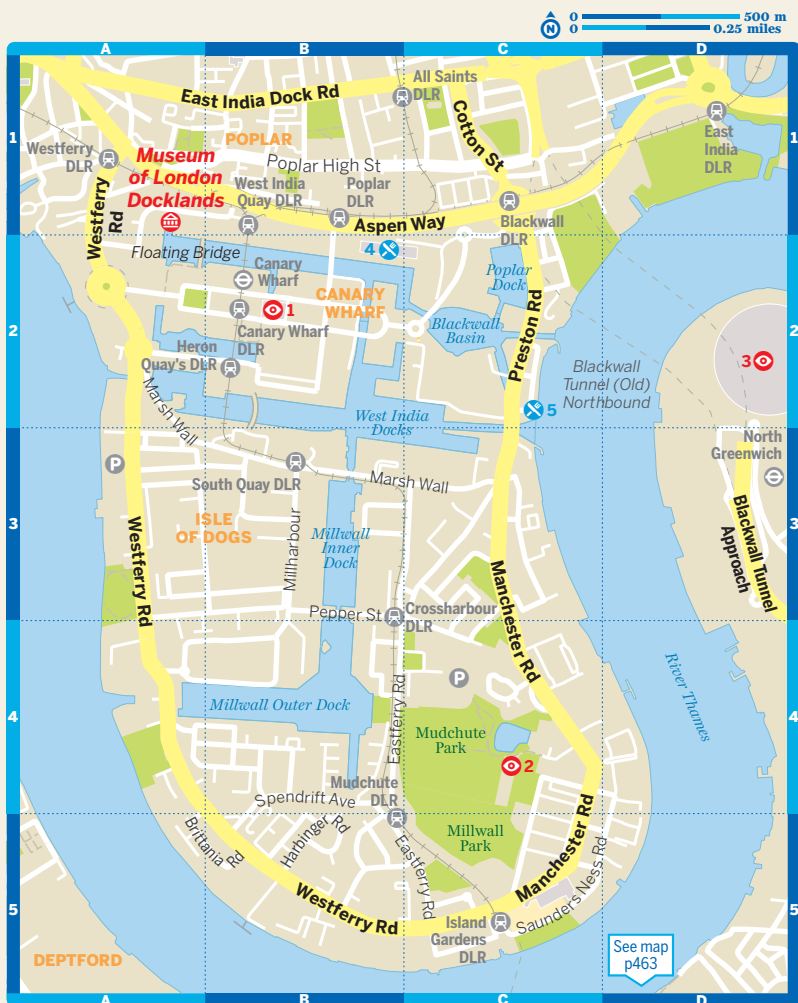 0 500 m
N
0 0.25 miles
A B C D
East India Dock Rd
All Saints
DLR
Cotton St
1
1
East
India
DLR
POPLAR
Westferry
DLR
Museum
of London
Docklands
Poplar High St
West India
Quay DLR
Poplar
DLR
Westferry
Rd
Aspen Way
Blackwall
DLR
Floating Bridge
4
Canary
Wharf
Poplar
Dock
CANARY
WHARF
1
Blackwall
Basin
Preston Rd
2
2
Canary Wharf
DLR
Heron
Quay's DLR
Blackwall
Tunnel (Old)
Northbound
3
Marsh Wall
West India
Docks
5
North
Greenwich
P
South Quay DLR
Marsh Wall
ISLE
OF DOGS
Millharbour
Millwall
Inner
Dock
3
3
Blackwall Tunnel
Approach
Westferry Rd
Manchester Rd
Pepper St
Crossharbour
DLR
P
River Thames
Millwall Outer Dock
Eastferry Rd
4
4
Mudchute
Park
2
Mudchute
DLR
Spendrift Ave
Harbinger Rd
Brittania Rd
Millwall
Park
Manchester Rd
Eastferry Rd
Saunders Ness Rd
Westferry Rd
5
5
Island
Gardens
DLR
See map
p463
DEPTFORD
A B C D